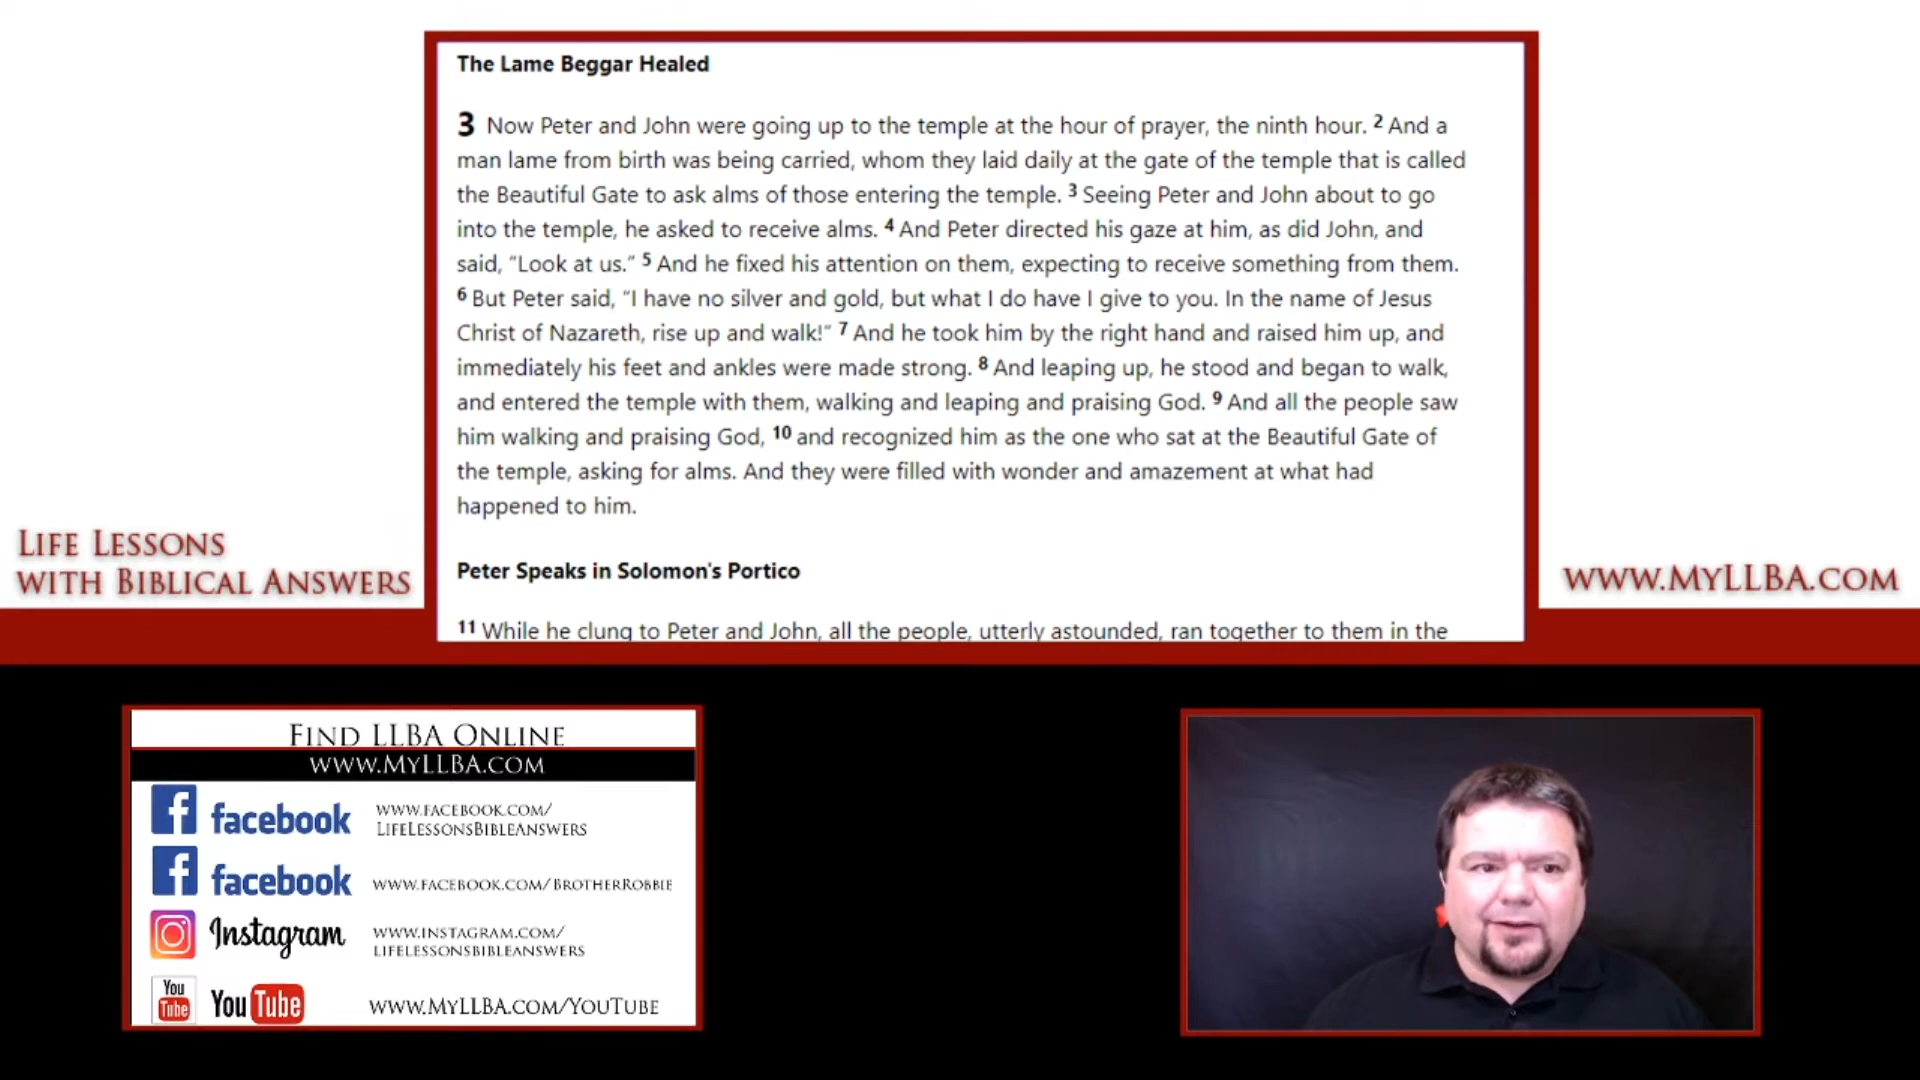 The Lame Beggar Healed
3 Now Peter and John were going up to the temple at the hour of prayer, the ninth hour. 2 And a
man lame from birth was being carried, whom they laid daily at the gate of the temple that is called
the Beautiful Gate to ask alms of those entering the temple. 3 Seeing Peter and John about to go
into the temple, he asked to receive alms. 4 And Peter directed his gaze at him, as did John, and
said, “Look at us.” 5 And he fixed his attention on them, expecting to receive something from them.
6 But Peter said, “I have no silver and gold, but what I do have I give to you. In the name of Jesus
Christ of Nazareth, rise up and walk!” 7 And he took him by the right hand and raised him up, and
immediately his feet and ankles were made strong. 8 And leaping up, he stood and began to walk,
and entered the temple with them, walking and leaping and praising God. 9 And all the people saw
him walking and praising God, 10 and recognized him as the one who sat at the Beautiful Gate of
the temple, asking for alms. And they were filled with wonder and amazement at what had
happened to him.
Peter Speaks in Solomon's Portico
11 While he clung to Peter and John, all the people, utterly astounded, ran together to them in the
Life Lessons
with Biblical Answers
www.MyLLBA.com
Find LLBA Online
www.MyLLBA.com
facebook
www.facebook.com/
LifeLessonsBibleAnswers
facebook
www.facebook.com/BrotherRobbie
Instagram
www.instagram.com/
lifelessonsbibleanswers
You
Tube
YouTube
www.MyLLBA.com/YouTube